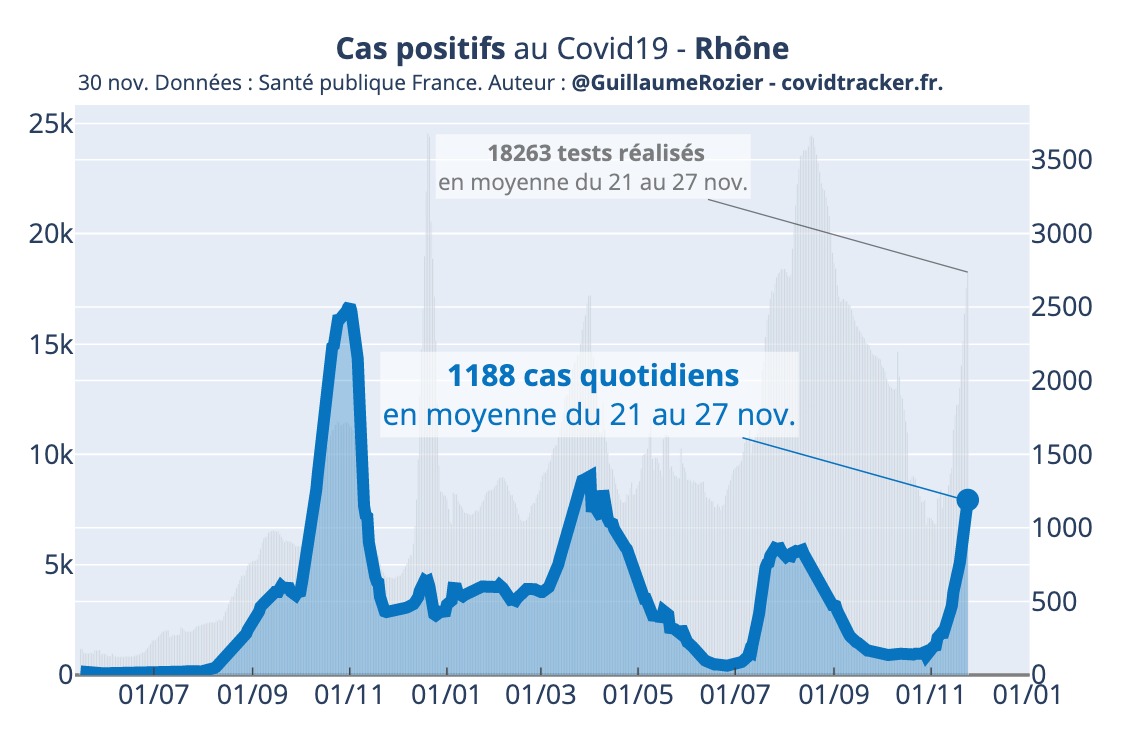 Cas positifs au Covid19 - Rhône
30 nov. Données : Santé publique France. Auteur : @GuillaumeRozier - covidtracker.fr.
25k
20k
15k
10k
5k
0
18263 tests réalisés
en moyenne du 21 au 27 nov.
1188 cas quotidiens
en moyenne du 21 au 27 nov.
3500
3000
2500
2000
1500
1000
500
0
01/07 01/09 01/11 01/01 01/03 01/05 01/07 01/09 01/11 01/01